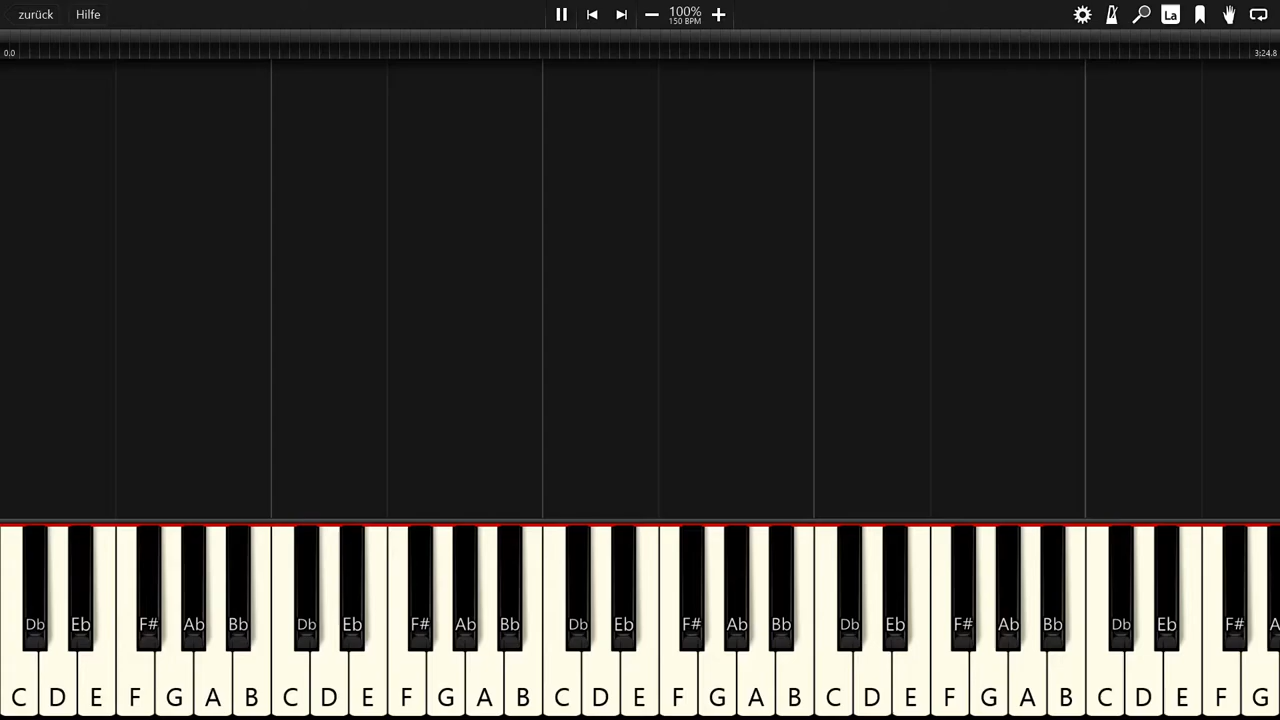 zurück Hilfe 100% La
150 BPM
0,0 3:24.8
Db Eb F# Ab Bb Db Eb F# Ab Bb Db Eb F# Ab Bb Db Eb F# Ab Bb Db Eb F# A
C D E F G A B C D E F G A B C D E F G A B C D E F G A B C D E F G